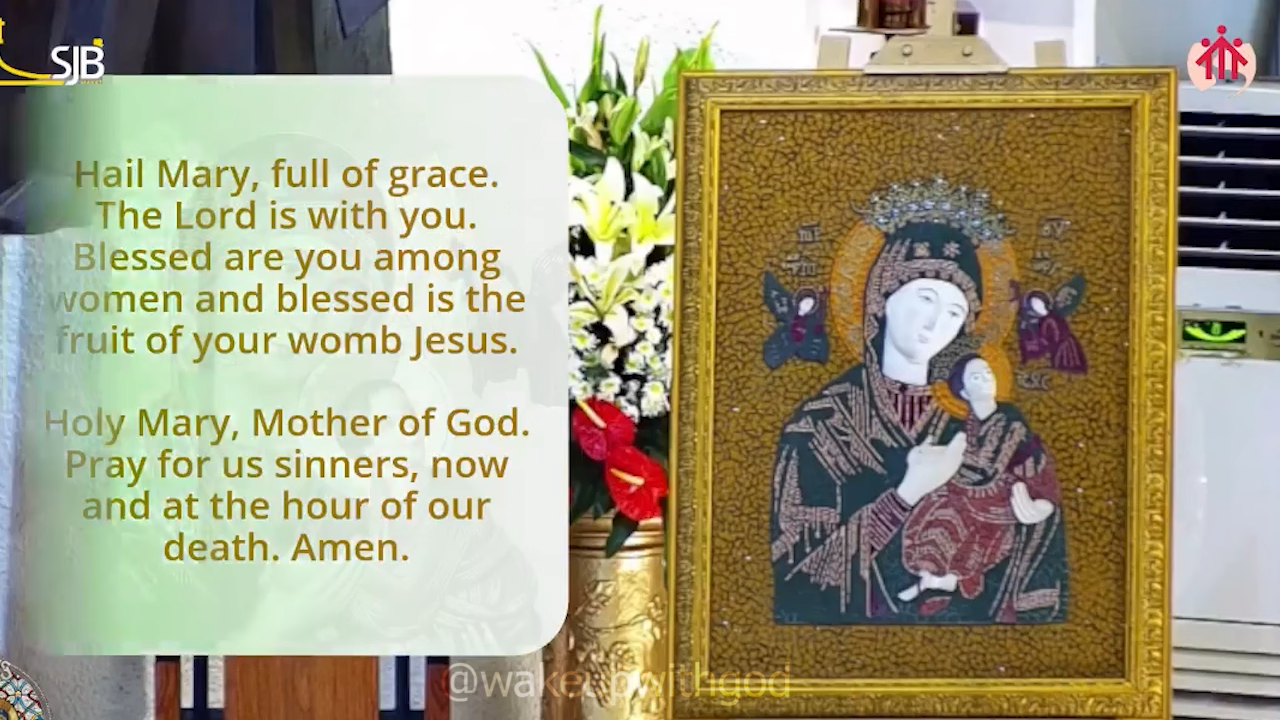 SJB
Hail Mary, full of grace.
The Lord is with you.
Blessed are you among
women and blessed is the
fruit of your womb Jesus.
Holy Mary, Mother of God.
Pray for us sinners, now
and at the hour of our
death. Amen.
@wakeupwithgod